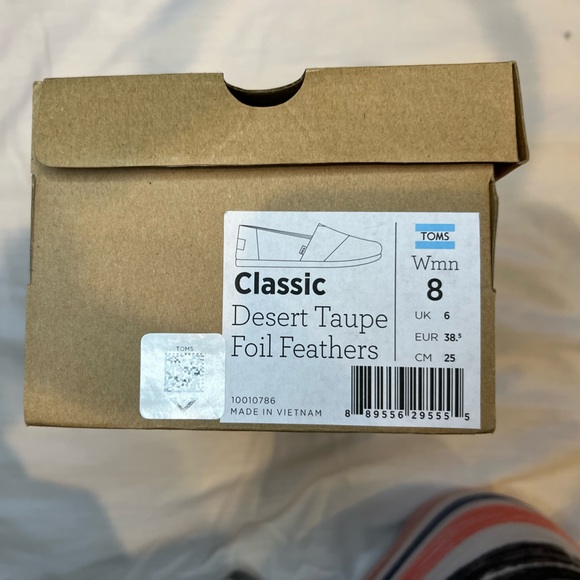 TOMS
Classic
Wmn
8
Desert Taupe
Foil Feathers
UK 6
EUR 38.5
CM 25
TOMS
10010786
MADE IN VIETNAM
8 89556 29555 5